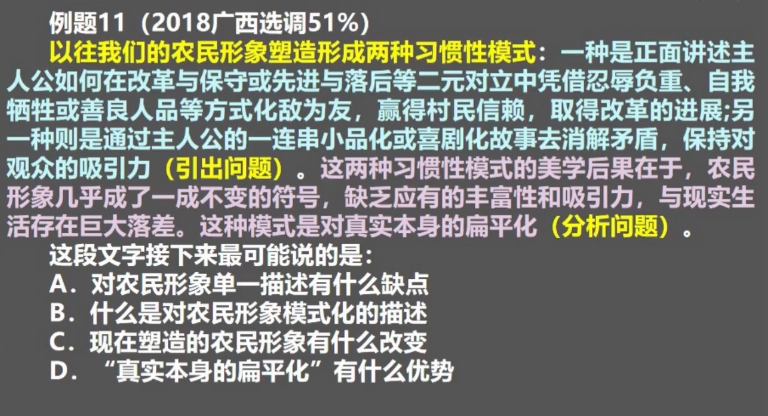 例题11（2018广西选调51%）
以往我们的农民形象塑造形成两种习惯性模式：一种是正面讲述主
人公如何在改革与保守或先进与落后等二元对立中凭借忍辱负重、自我
牺牲或善良人品等方式化敌为友，赢得村民信赖，取得改革的进展;另
一种则是通过主人公的一连串小品化或喜剧化故事去消解矛盾，保持对
观众的吸引力（引出问题）。这两种习惯性模式的美学后果在于，农民
形象几乎成了一成不变的符号，缺乏应有的丰富性和吸引力，与现实生
活存在巨大落差。这种模式是对真实本身的扁平化（分析问题）。
这段文字接下来最可能说的是：
A．对农民形象单一描述有什么缺点
B．什么是对农民形象模式化的描述
C．现在塑造的农民形象有什么改变
D．“真实本身的扁平化”有什么优势